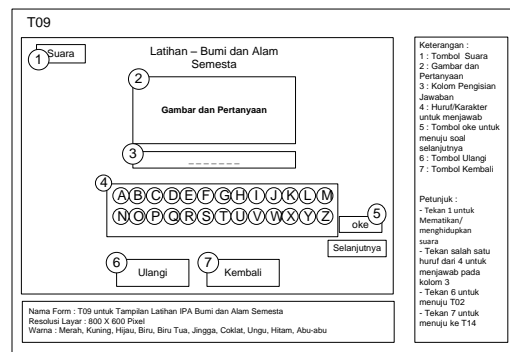 T09
Suara
1
Latihan – Bumi dan Alam
Semesta
2
Gambar dan Pertanyaan
3
_ _ _ _ _ _ _
4
A B C D E F G H I J K L M
N O P Q R S T U V W X Y Z
5
oke
Selanjutnya
6
Ulangi
7
Kembali
Keterangan :
1 : Tombol Suara
2 : Gambar dan
Pertanyaan
3 : Kolom Pengisian
Jawaban
4 : Huruf/Karakter
untuk menjawab
5 : Tombol oke untuk
menuju soal
selanjutnya
6 : Tombol Ulangi
7 : Tombol Kembali
Petunjuk :
- Tekan 1 untuk
Mematikan/
menghidupkan
suara
- Tekan salah satu
huruf dari 4 untuk
menjawab pada
kolom 3
- Tekan 6 untuk
menuju T02
- Tekan 7 untuk
menuju ke T14
Nama Form : T09 untuk Tampilan Latihan IPA Bumi dan Alam Semesta
Resolusi Layar : 800 X 600 Pixel
Warna : Merah, Kuning, Hijau, Biru, Biru Tua, Jingga, Coklat, Ungu, Hitam, Abu-abu